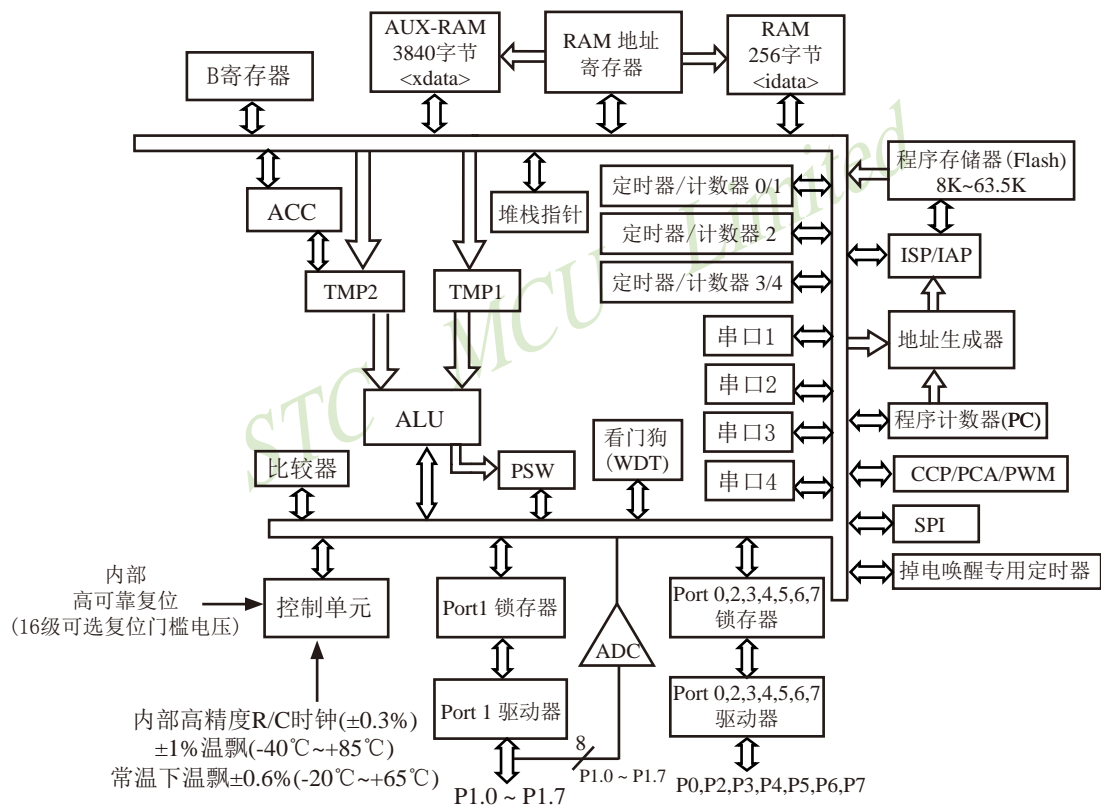 AUX-RAM
3840字节
<xdata>
RAM 地址
寄存器
RAM
256字节
<idata>
B寄存器
程序存储器(Flash)
8K~63.5K
定时器/计数器 0/1
ACC
堆栈指针
定时器/计数器 2
ISP/IAP
TMP2
TMP1
定时器/计数器 3/4
串口1
地址生成器
串口2
ALU
程序计数器(PC)
串口3
看门狗
(WDT)
比较器
PSW
CCP/PCA/PWM
串口4
SPI
掉电唤醒专用定时器
内部
高可靠复位
(16级可选复位门槛电压)
控制单元
Port1 锁存器
Port 0,2,3,4,5,6,7
锁存器
ADC
Port 1 驱动器
Port 0,2,3,4,5,6,7
驱动器
内部高精度R/C时钟(±0.3%)
±1%温飘(-40℃~+85℃)
常温下温飘±0.6%(-20℃~+65℃)
8
P1.0 ~ P1.7
P1.0 ~ P1.7
P0,P2,P3,P4,P5,P6,P7
STC MCU Limited